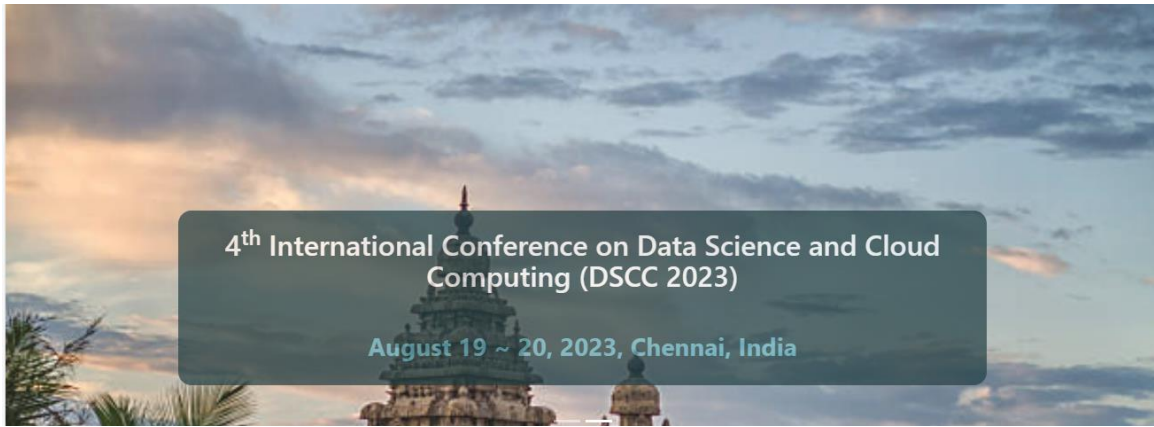 4th International Conference on Data Science and Cloud
Computing (DSCC 2023)
August 19 ~ 20, 2023, Chennai, India